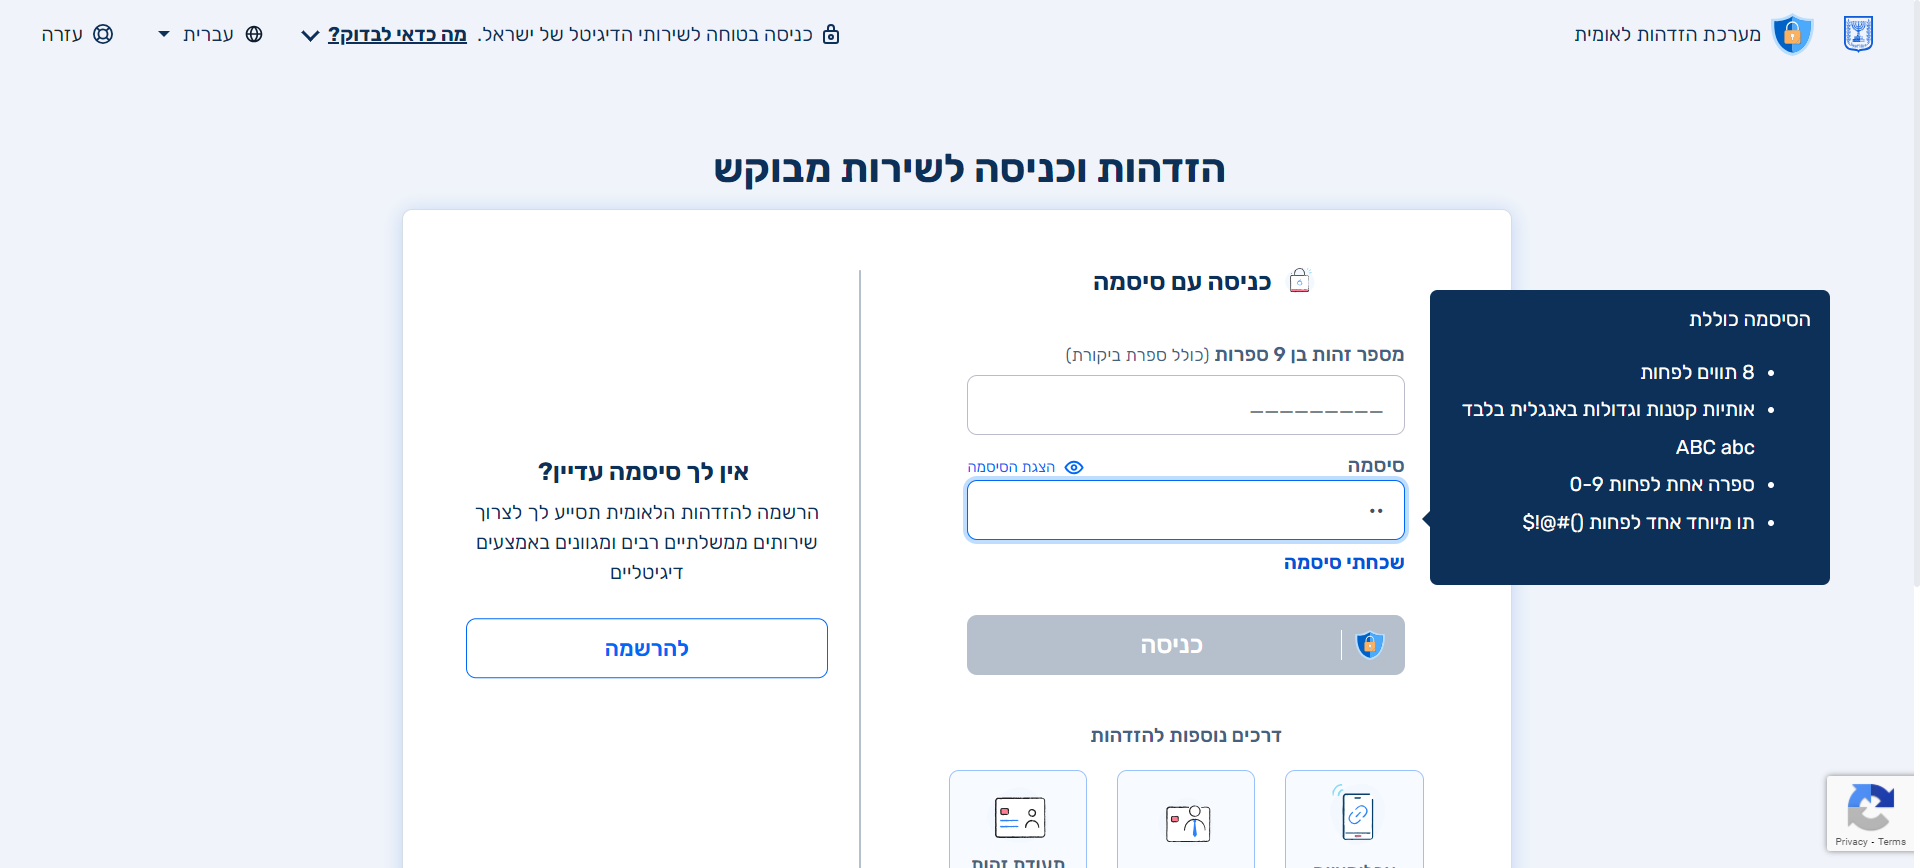 מערכת הזדהות לאומית
כניסה בטוחה לשירותי הדיגיטל של ישראל. מה כדאי לבדוק?
עברית
עזרה
הזדהות וכניסה לשירות מבוקש
כניסה עם סיסמה
מספר זהות בן 9 ספרות (כולל ספרת ביקורת)
_________
סיסמה
הצגת הסיסמה
••
שכחתי סיסמה
כניסה
דרכים נוספות להזדהות
תעודת זהות
הסיסמה כוללת
• 8 תווים לפחות
• אותיות קטנות וגדולות באנגלית בלבד
ABC abc
• ספרה אחת לפחות 0-9
• תו מיוחד אחד לפחות ()#@!$
אין לך סיסמה עדיין?
הרשמה להזדהות הלאומית תסייע לך לצרוך
שירותים ממשלתיים רבים ומגוונים באמצעים
דיגיטליים
להרשמה
Privacy - Terms